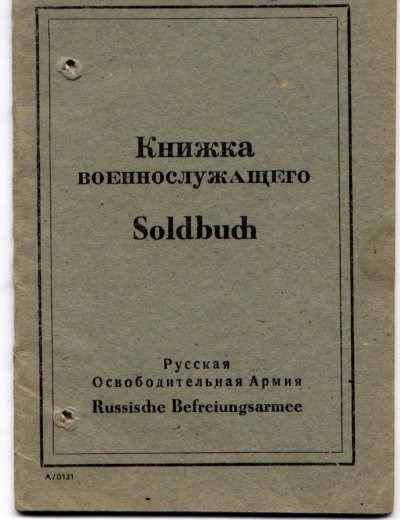 Книжка
военнослужащего
Soldbuch
Русская
Освободительная Армия
Russische Befreiungsarmee
A/0131